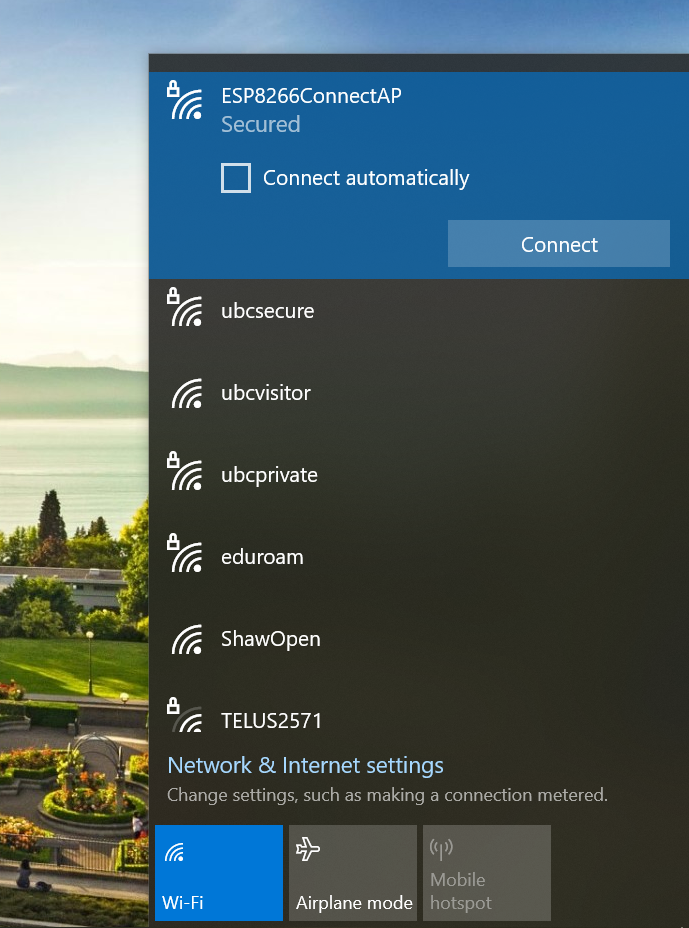 ESP8266ConnectAP
Secured
Connect automatically
Connect
ubcsecure
ubcvisitor
ubcprivate
eduroam
ShawOpen
TELUS2571
Network & Internet settings
Change settings, such as making a connection metered.
Wi-Fi
Airplane mode
Mobile
hotspot